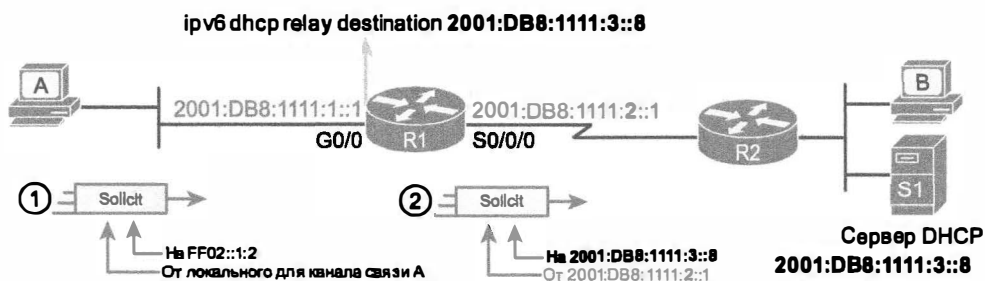 ipv6 dhcp relay destination 2001:DB8:1111:3::8
A
2001:DB8:1111:1::1
2001:DB8:1111:2::1
B
G0/0
R1
S0/0/0
R2
S1
1
Solicit
2
Solicit
На FF02::1:2
От локального для канала связи A
На 2001:DB8:1111:3::8
От 2001:DB8:1111:2::1
Сервер DHCP
2001:DB8:1111:3::8